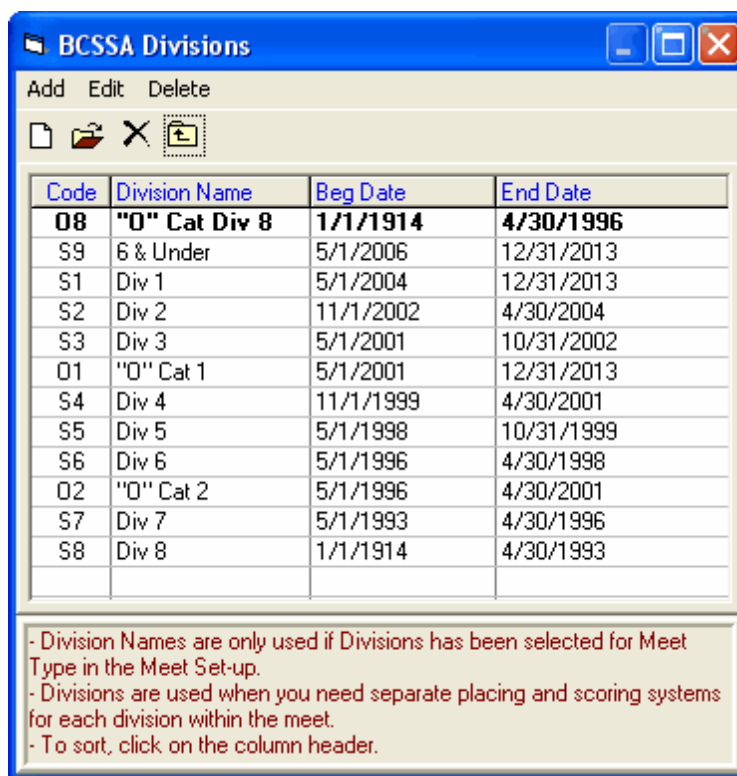 BCSSA Divisions
Add Edit Delete
Code Division Name Beg Date End Date
O8 "O" Cat Div 8 1/1/1914 4/30/1996
S9 6 & Under 5/1/2006 12/31/2013
S1 Div 1 5/1/2004 12/31/2013
S2 Div 2 11/1/2002 4/30/2004
S3 Div 3 5/1/2001 10/31/2002
O1 "O" Cat 1 5/1/2001 12/31/2013
S4 Div 4 11/1/1999 4/30/2001
S5 Div 5 5/1/1998 10/31/1999
S6 Div 6 5/1/1996 4/30/1998
O2 "O" Cat 2 5/1/1996 4/30/2001
S7 Div 7 5/1/1993 4/30/1996
S8 Div 8 1/1/1914 4/30/1993
- Division Names are only used if Divisions has been selected for Meet
Type in the Meet Set-up.
- Divisions are used when you need separate placing and scoring systems
for each division within the meet.
- To sort, click on the column header.